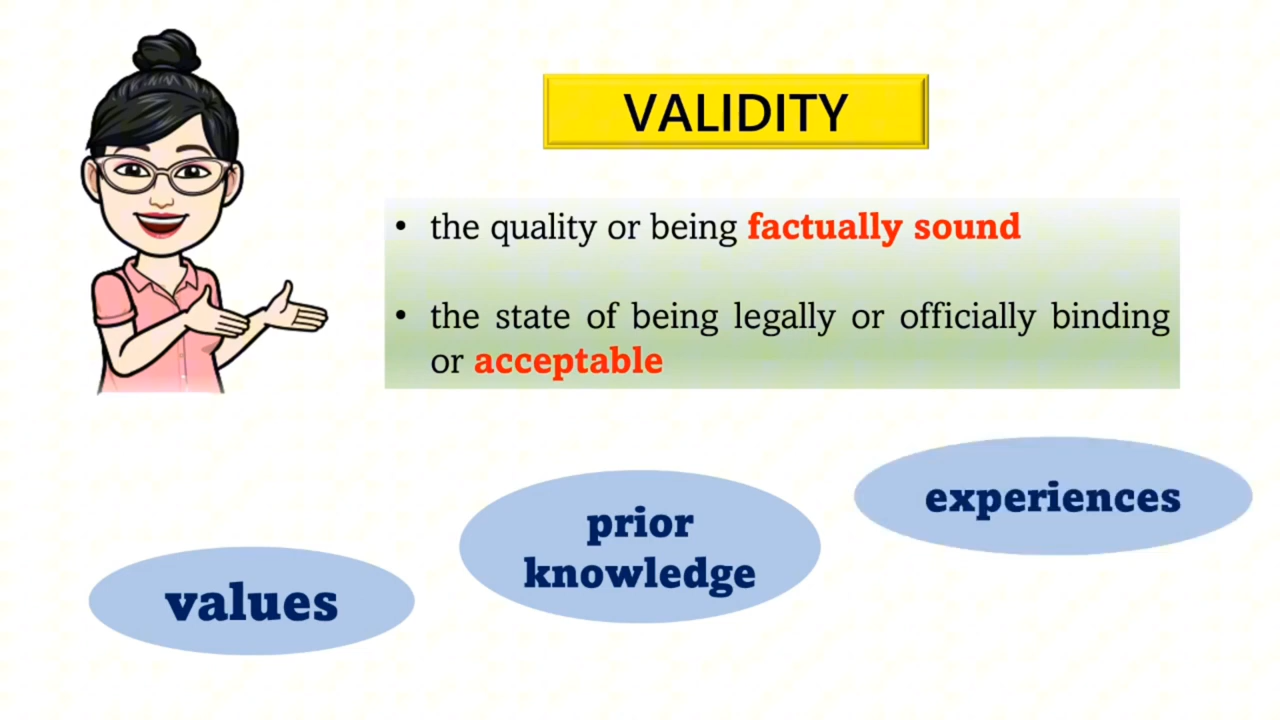 VALIDITY
• the quality or being factually sound
• the state of being legally or officially binding
or acceptable
experiences
prior
knowledge
values